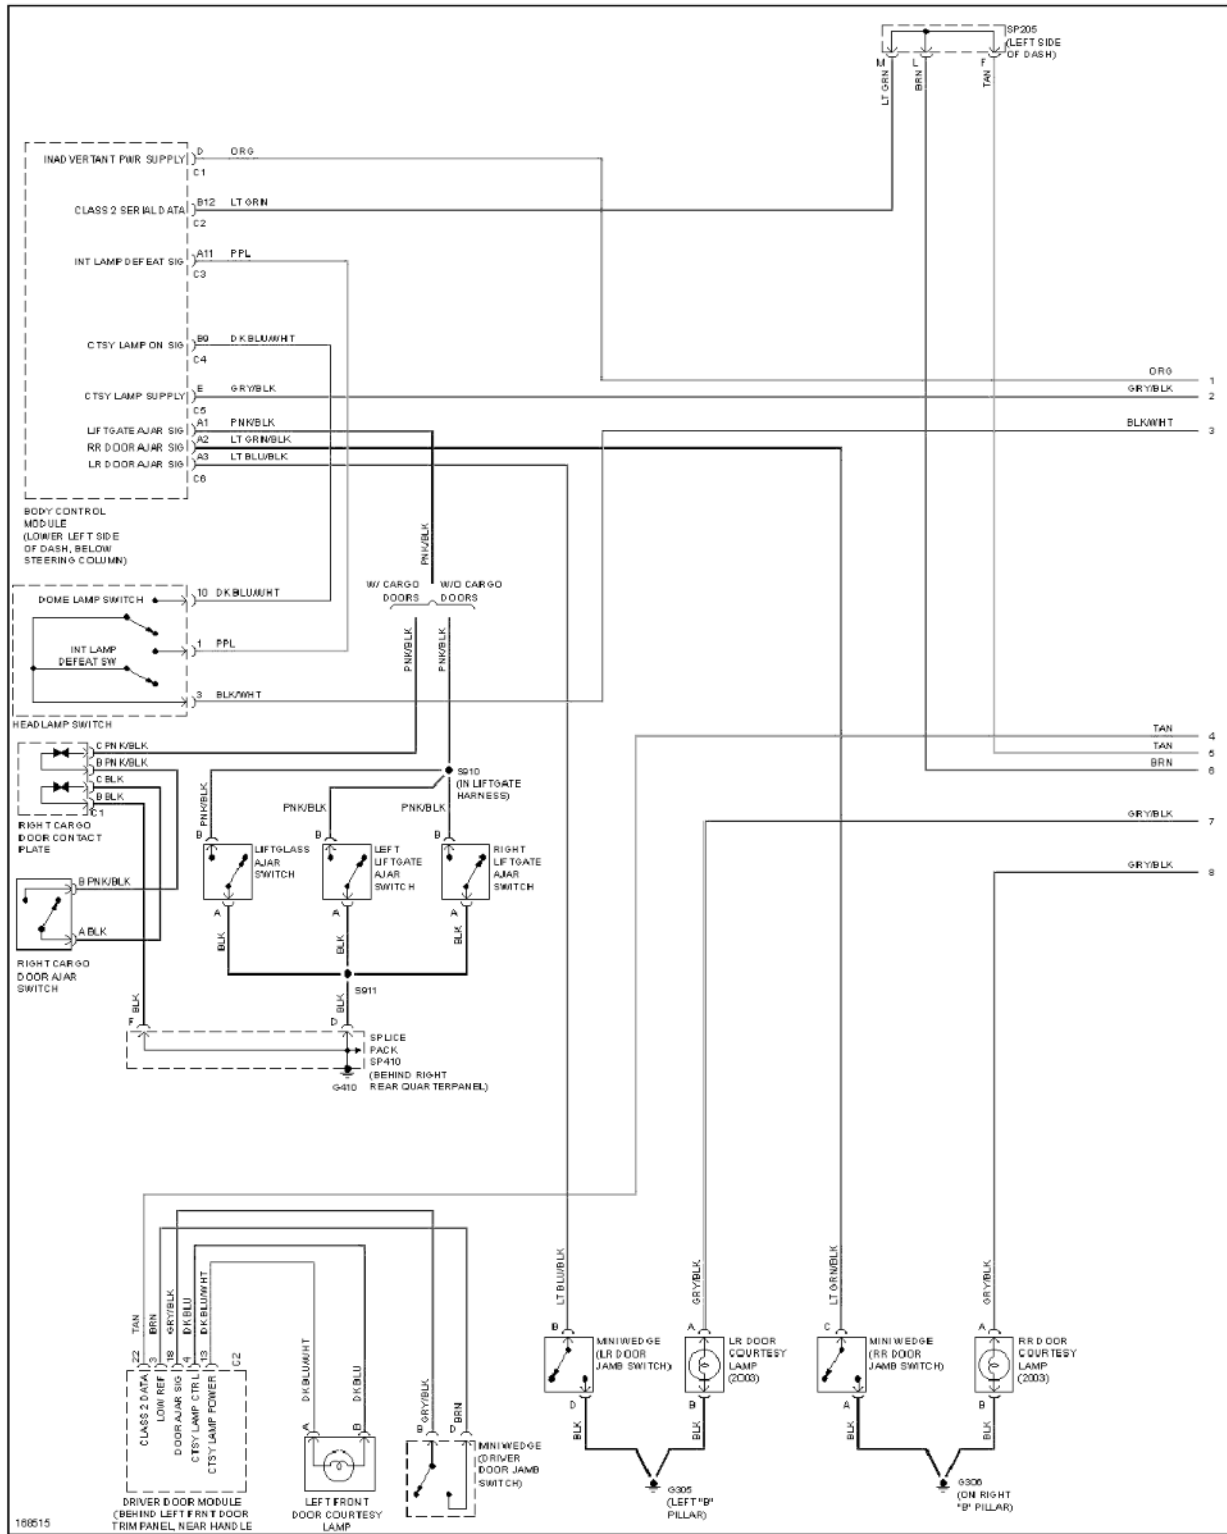 SP205
(LEFT SIDE
OF DASH)
M
L
F
LT GRN
BRN
TAN
INADVERTANT PWR SUPPLY
D
ORG
C1
CLASS 2 SERIAL DATA
B12
LT GRN
C2
INT LAMP DEFEAT SIG
A11
PPL
C3
CTSY LAMP ON SIG
B9
DK BLU/WHT
C4
CTSY LAMP SUPPLY
E
GRY/BLK
C5
LIFTGATE AJAR SIG
A1
PNK/BLK
RR DOOR AJAR SIG
A2
LT GRN/BLK
LR DOOR AJAR SIG
A3
LT BLU/BLK
C6
ORG
1
GRY/BLK
2
BLK/WHT
3
BODY CONTROL
MODULE
(LOWER LEFT SIDE
OF DASH, BELOW
STEERING COLUMN)
PNK/BLK
W/ CARGO
DOORS
W/O CARGO
DOORS
PNK/BLK
PNK/BLK
DOME LAMP SWITCH
10
DK BLU/WHT
INT LAMP
DEFEAT SW
1
PPL
3
BLK/WHT
HEADLAMP SWITCH
TAN
4
TAN
5
BRN
6
C PNK/BLK
B PNK/BLK
C BLK
B BLK
C1
RIGHT CARGO
DOOR CONTACT
PLATE
S910
(IN LIFTGATE
HARNESS)
PNK/BLK
PNK/BLK
PNK/BLK
B
B
B
LIFTGLASS
AJAR
SWITCH
LEFT
LIFTGATE
AJAR
SWITCH
RIGHT
LIFTGATE
AJAR
SWITCH
A
A
A
BLK
BLK
BLK
GRY/BLK
7
GRY/BLK
8
B PNK/BLK
A BLK
RIGHT CARGO
DOOR AJAR
SWITCH
S911
BLK
BLK
F
D
SPLICE
PACK
SP410
(BEHIND RIGHT
REAR QUARTERPANEL)
G410
TAN
BRN
GRY/BLK
DK BLU
DK BLU/WHT
22
3
18
4
13
C2
CLASS 2 DATA
LOW REF
DOOR AJAR SIG
CTSY LAMP CTRL
CTSY LAMP POWER
DRIVER DOOR MODULE
(BEHIND LEFT FRNT DOOR
TRIM PANEL, NEAR HANDLE
DK BLU/WHT
DK BLU
A
B
LEFT FRONT
DOOR COURTESY
LAMP
GRY/BLK
BRN
B
D
MINIWEDGE
(DRIVER
DOOR JAMB
SWITCH)
LT BLU/BLK
B
MINIWEDGE
(LR DOOR
JAMB SWITCH)
D
BLK
GRY/BLK
A
LR DOOR
COURTESY
LAMP
(2003)
B
BLK
G305
(LEFT "B"
PILLAR)
LT GRN/BLK
C
MINIWEDGE
(RR DOOR
JAMB SWITCH)
A
BLK
GRY/BLK
A
RR DOOR
COURTESY
LAMP
(2003)
B
BLK
G306
(ON RIGHT
"B" PILLAR)
168515